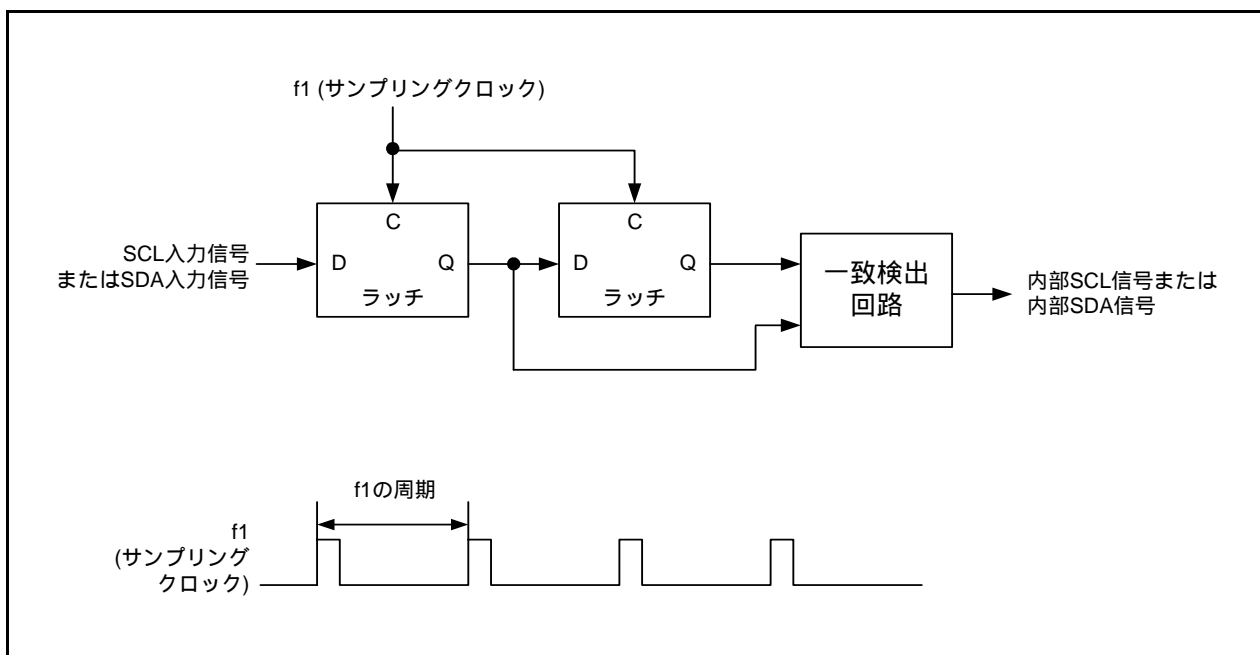 f1 (サンプリングクロック)
C
C
SCL入力信号
またはSDA入力信号
D
Q
D
Q
ラッチ
ラッチ
一致検出
回路
内部SCL信号または
内部SDA信号
f1の周期
f1
(サンプリング
クロック)